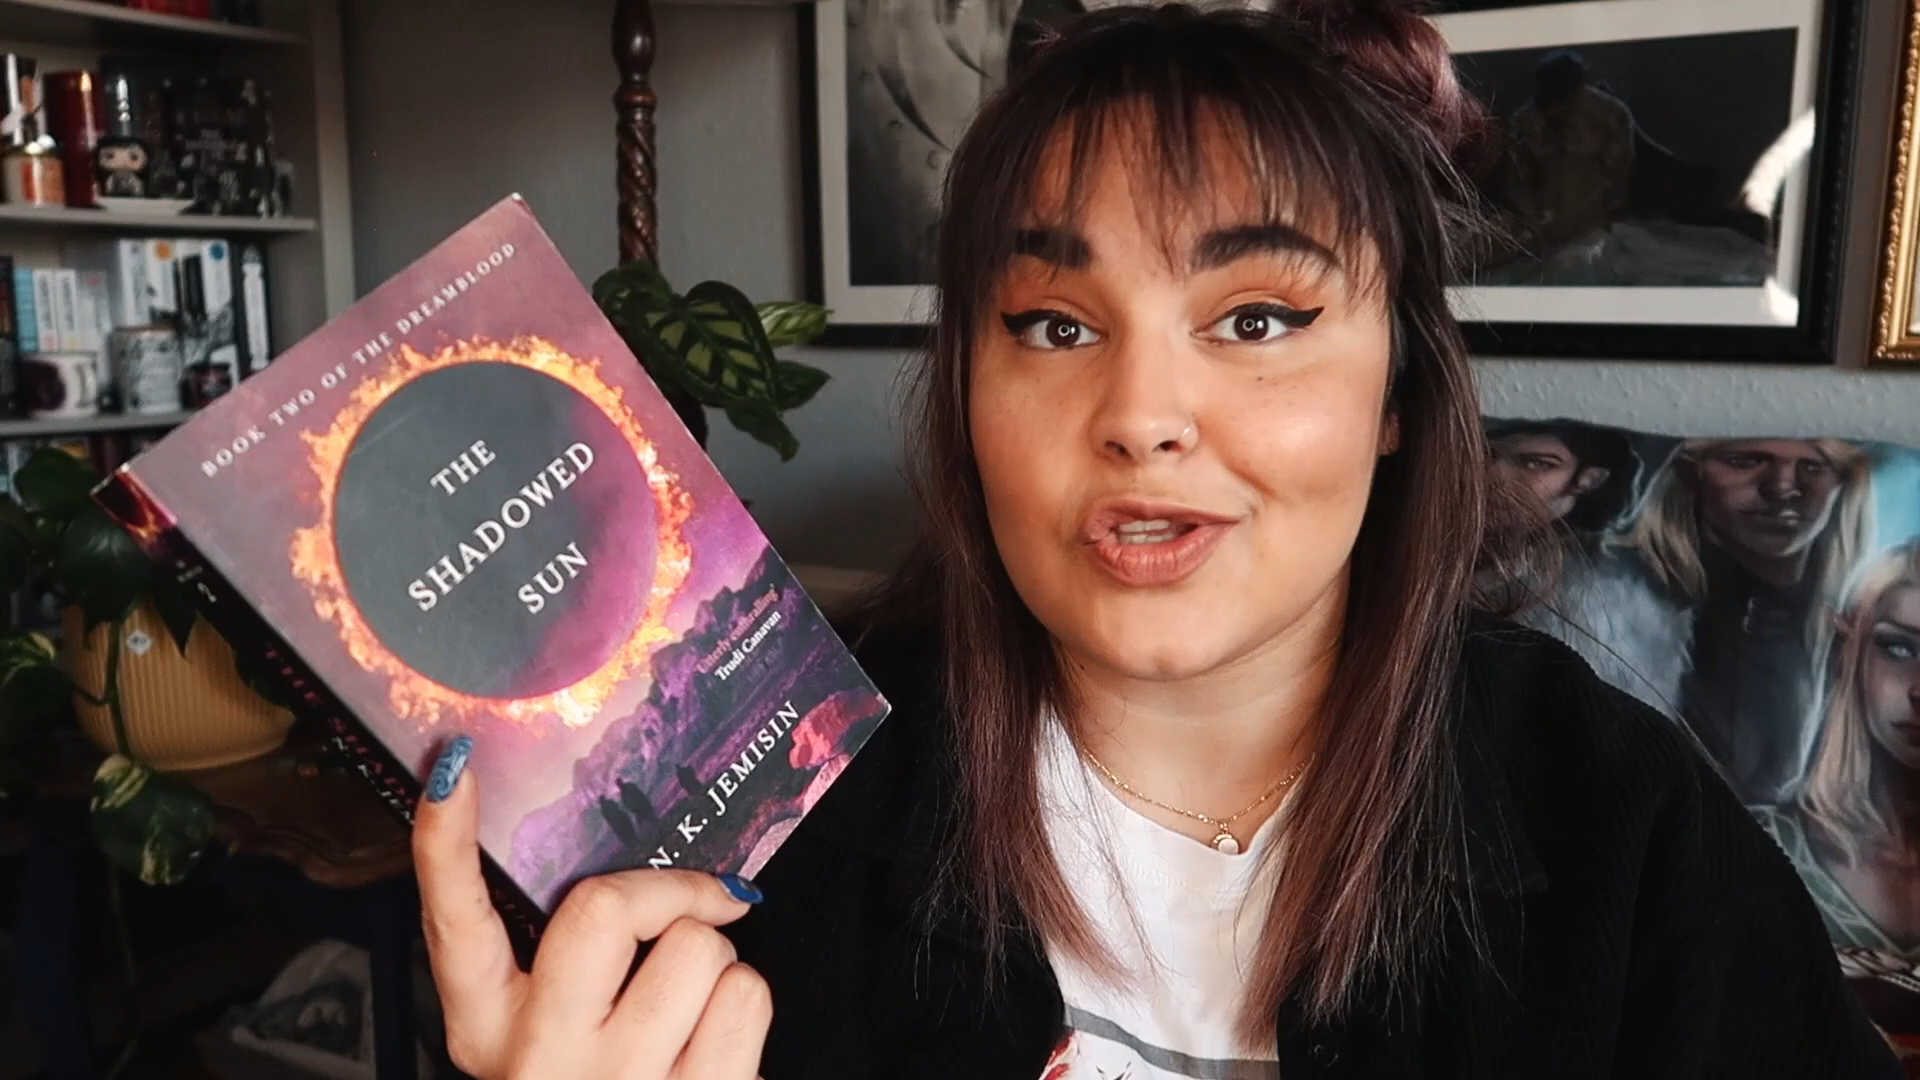 BOOK TWO OF THE DREAMBLOOD
THE
SHADOWED
SUN
'Utterly enthralling'
Trudi Canavan
N. K. JEMISIN